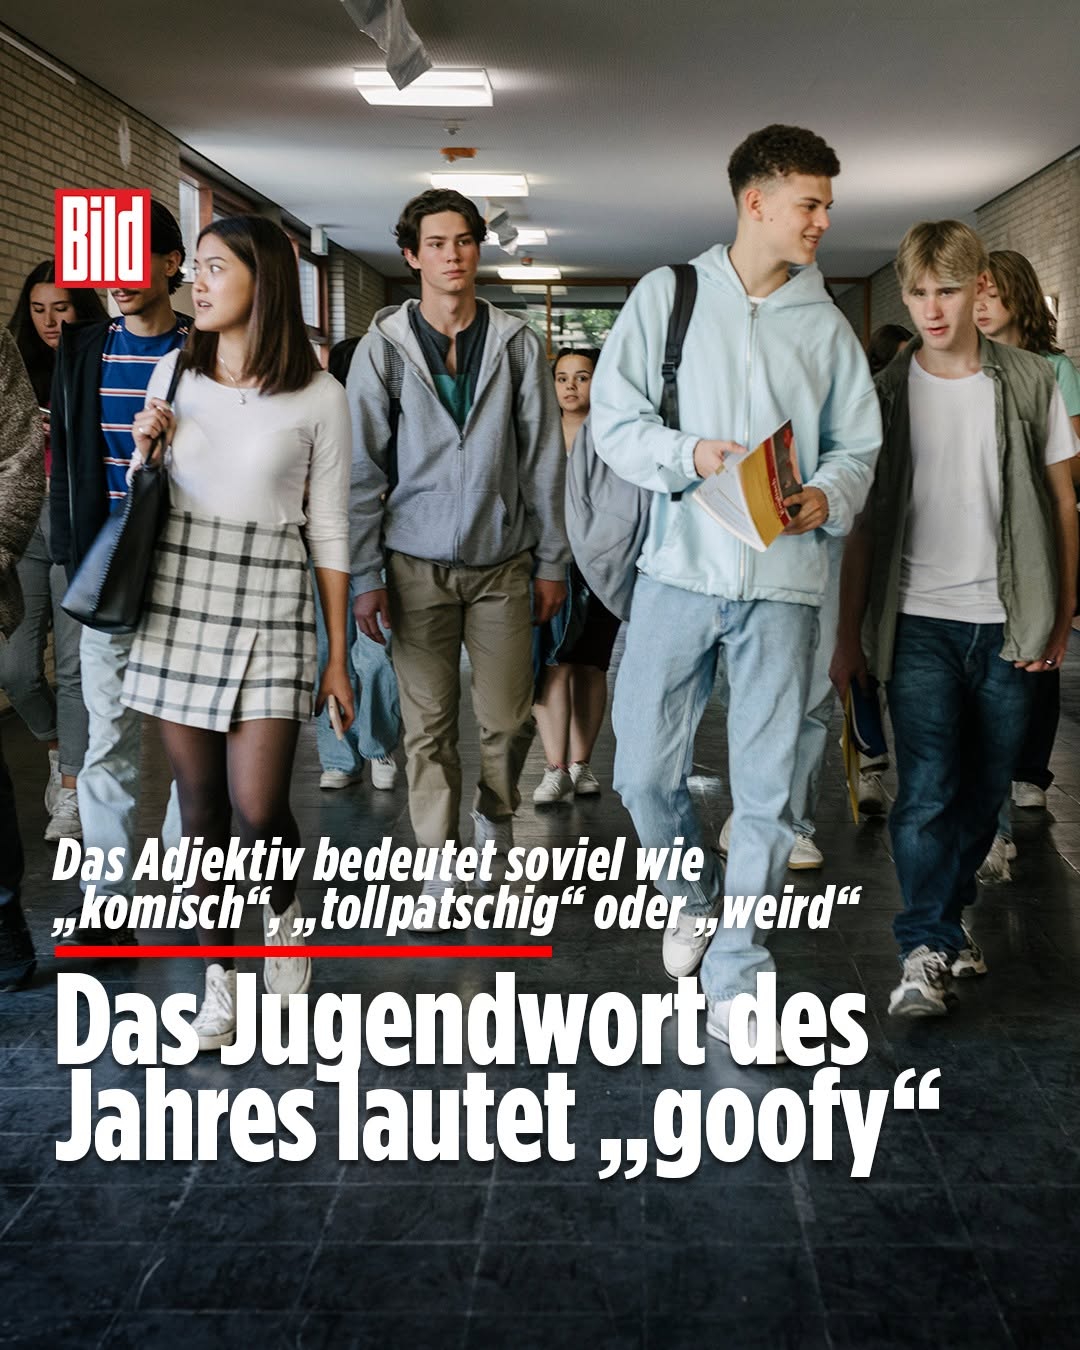 Bild
Das Adjektiv bedeutet soviel wie
„komisch“, „tollpatschig“ oder „weird“
Das Jugendwort des
Jahres lautet „goofy“